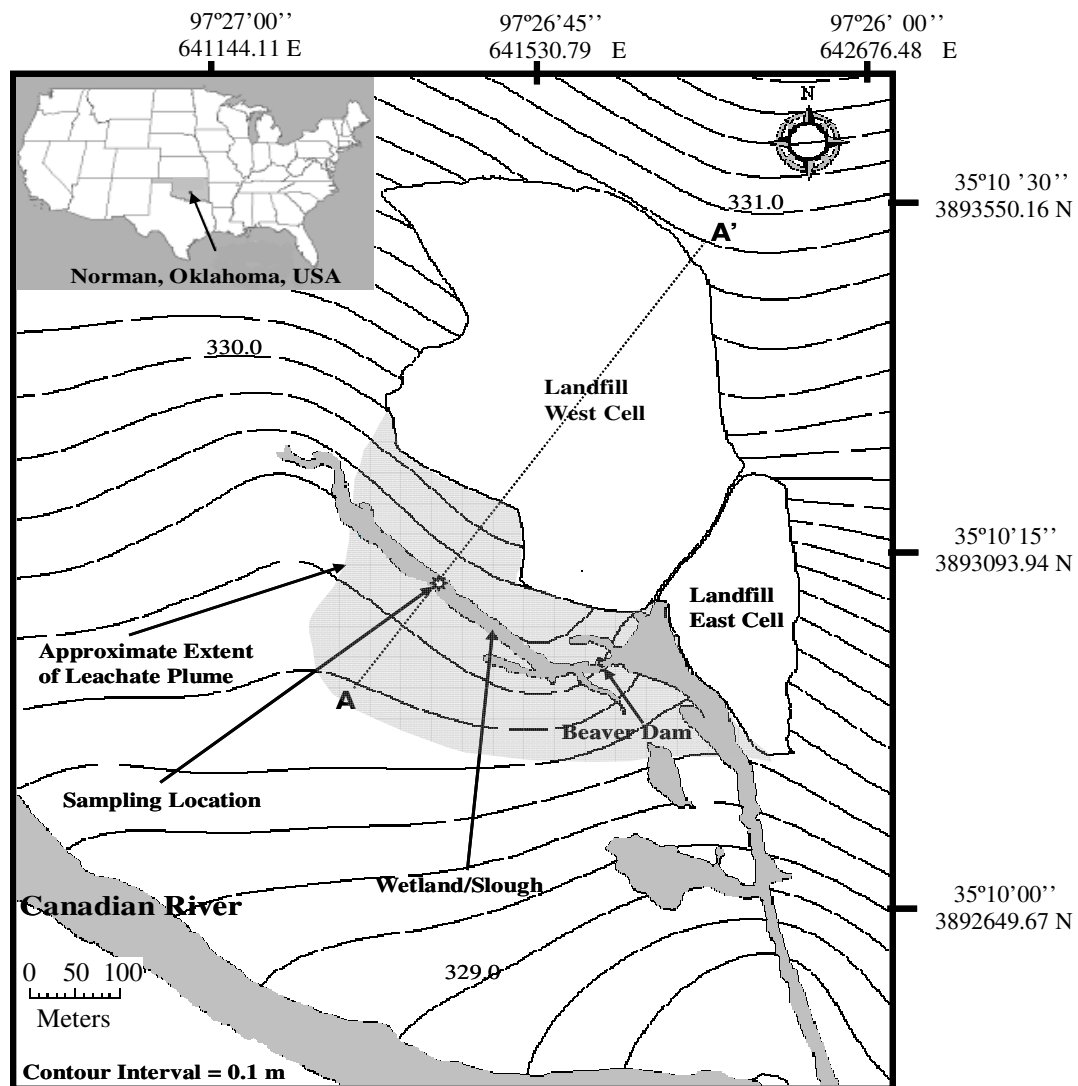 97º27'00''
641144.11 E
97º26'45''
641530.79 E
97º26' 00''
642676.48 E
N
35º10 '30''
3893550.16 N
331.0
A'
Norman, Oklahoma, USA
330.0
Landfill
West Cell
35º10'15''
3893093.94 N
Landfill
East Cell
Approximate Extent
of Leachate Plume
A
Beaver Dam
Sampling Location
Wetland/Slough
Canadian River
35º10'00''
3892649.67 N
329.0
0 50 100
Meters
Contour Interval = 0.1 m